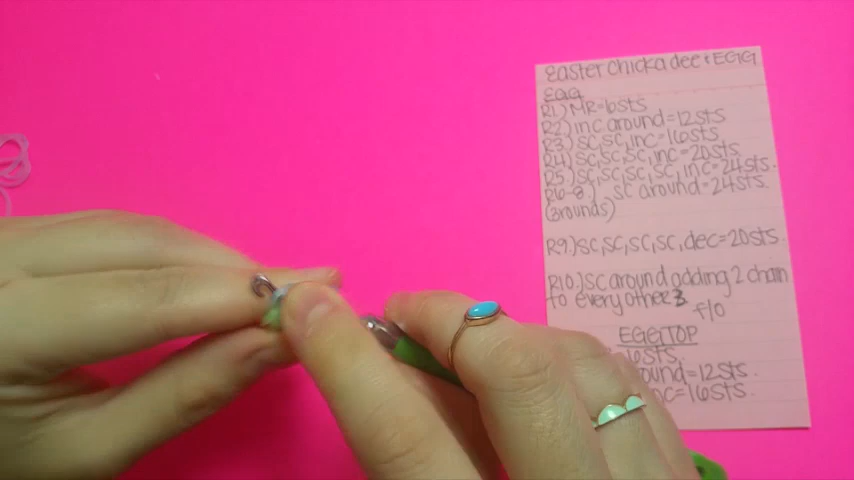 Easter Chickadee & EGG
EGG
R1.) MR=6sts
R2.) inc around=12sts
R3.) sc, sc, inc=16sts
R4.) sc, sc, sc, inc=20sts
R5.) sc, sc, sc, sc, inc=24sts.
R6-8.) sc around=24sts.
(3rounds)
R9.) sc, sc, sc, sc, dec=20sts.
R10.) sc around adding 2 chain
to every other 3
f/o
EGG TOP
6sts.
ound=12sts.
nc=16sts.